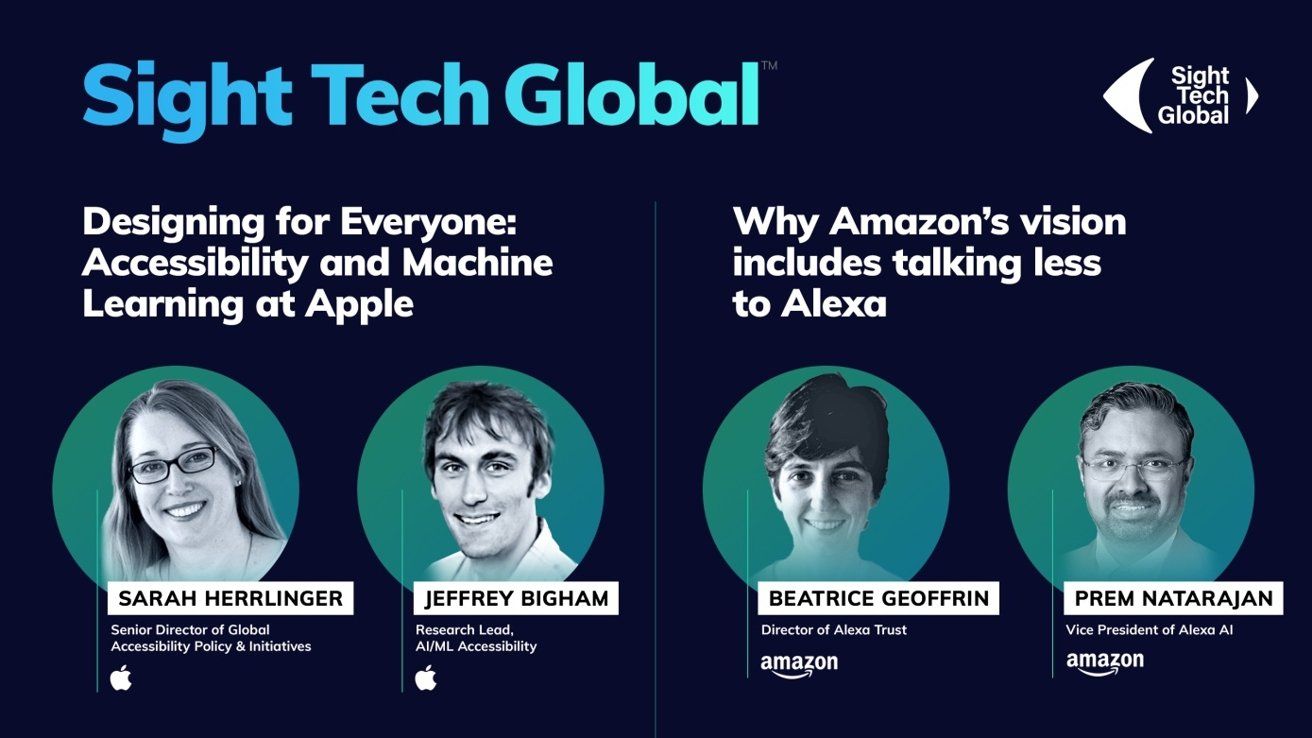 Sight Tech Global™
Sight
Tech
Global
Designing for Everyone:
Accessibility and Machine
Learning at Apple
SARAH HERRLINGER
Senior Director of Global
Accessibility Policy & Initiatives
JEFFREY BIGHAM
Research Lead,
AI/ML Accessibility
Why Amazon’s vision
includes talking less
to Alexa
BEATRICE GEOFFRIN
Director of Alexa Trust
amazon
PREM NATARAJAN
Vice President of Alexa AI
amazon